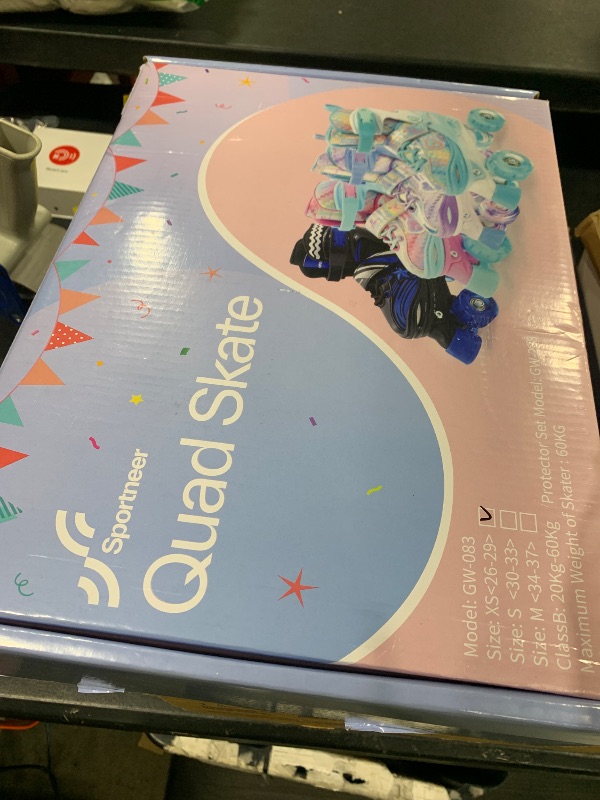 Sportneer
Quad Skate
Model: GW-083
Size: XS<26-29>
Size: S <30-33>
Size: M <34-37>
ClassB: 20Kg-60Kg Protector Set Model: 
Maximum Weight of Skater : 60KG